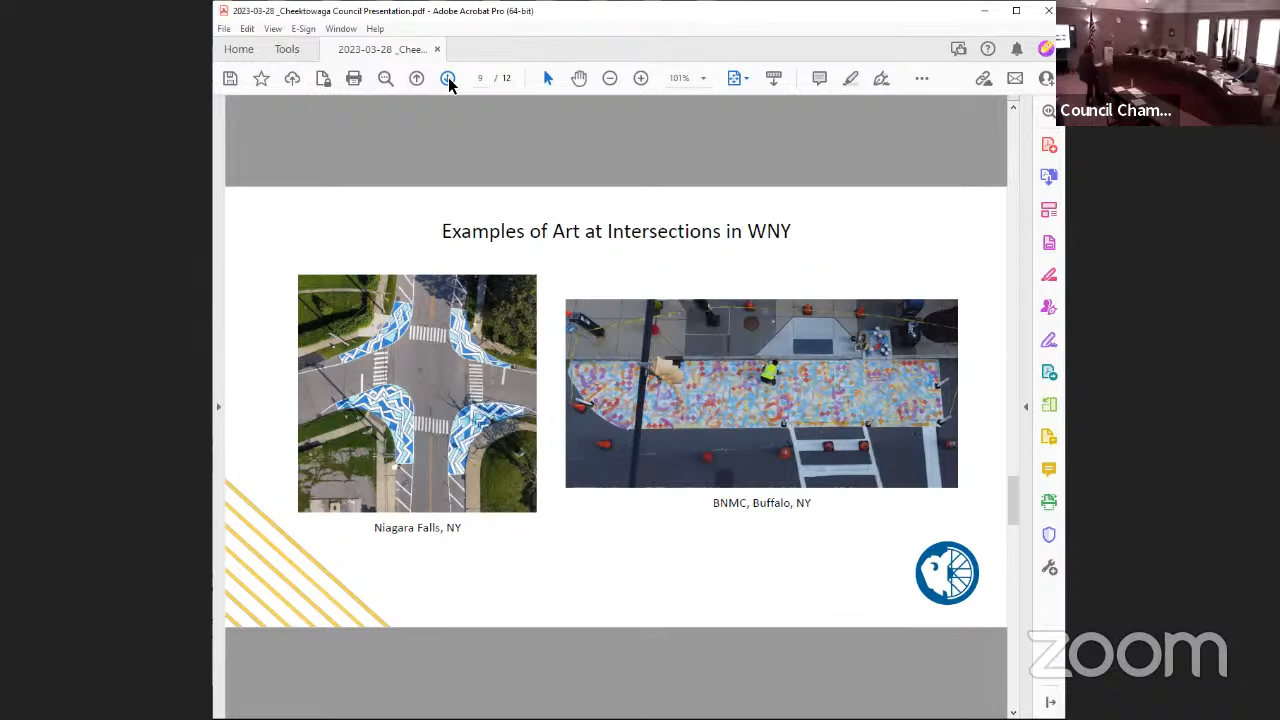 2023-03-28 _Cheektowaga Council Presentation.pdf - Adobe Acrobat Pro (64-bit)
File Edit View E-Sign Window Help
Home Tools 2023-03-28 _Chee... ×
9 / 12 101%
Council Cham...
Examples of Art at Intersections in WNY
Niagara Falls, NY
BNMC, Buffalo, NY
zoom